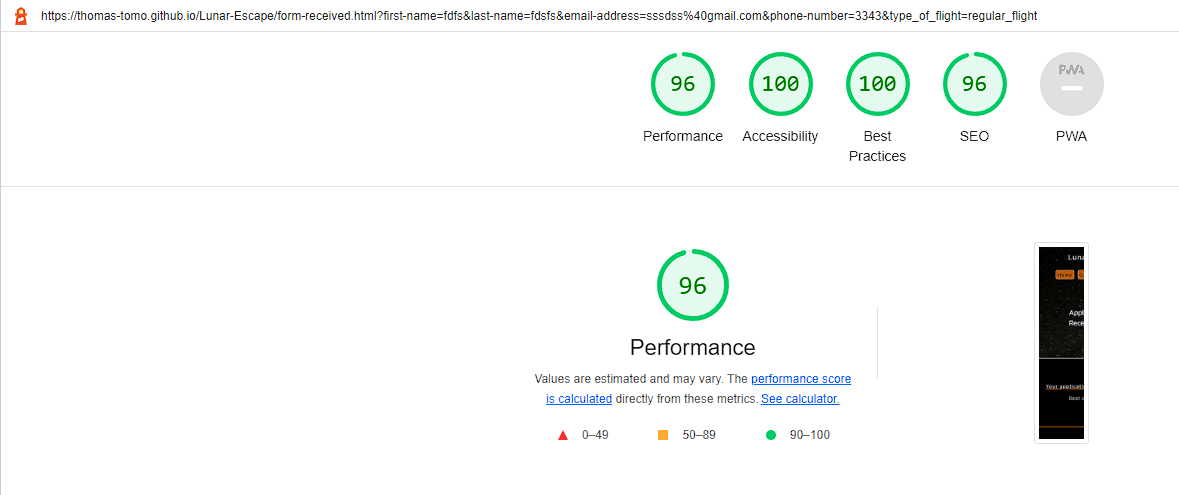 https://thomas-tomo.github.io/Lunar-Escape/form-received.html?first-name=fdfs&last-name=fdsfs&email-address=sssdss%40gmail.com&phone-number=3343&type_of_flight=regular_flight
96 100 100 96 PWA
Performance Accessibility Best Practices SEO PWA
96
Performance
Values are estimated and may vary. The performance score
is calculated directly from these metrics. See calculator.
0–49 50–89 90–100
Luna
Home
Appl
Rece
Your applicati
Best o